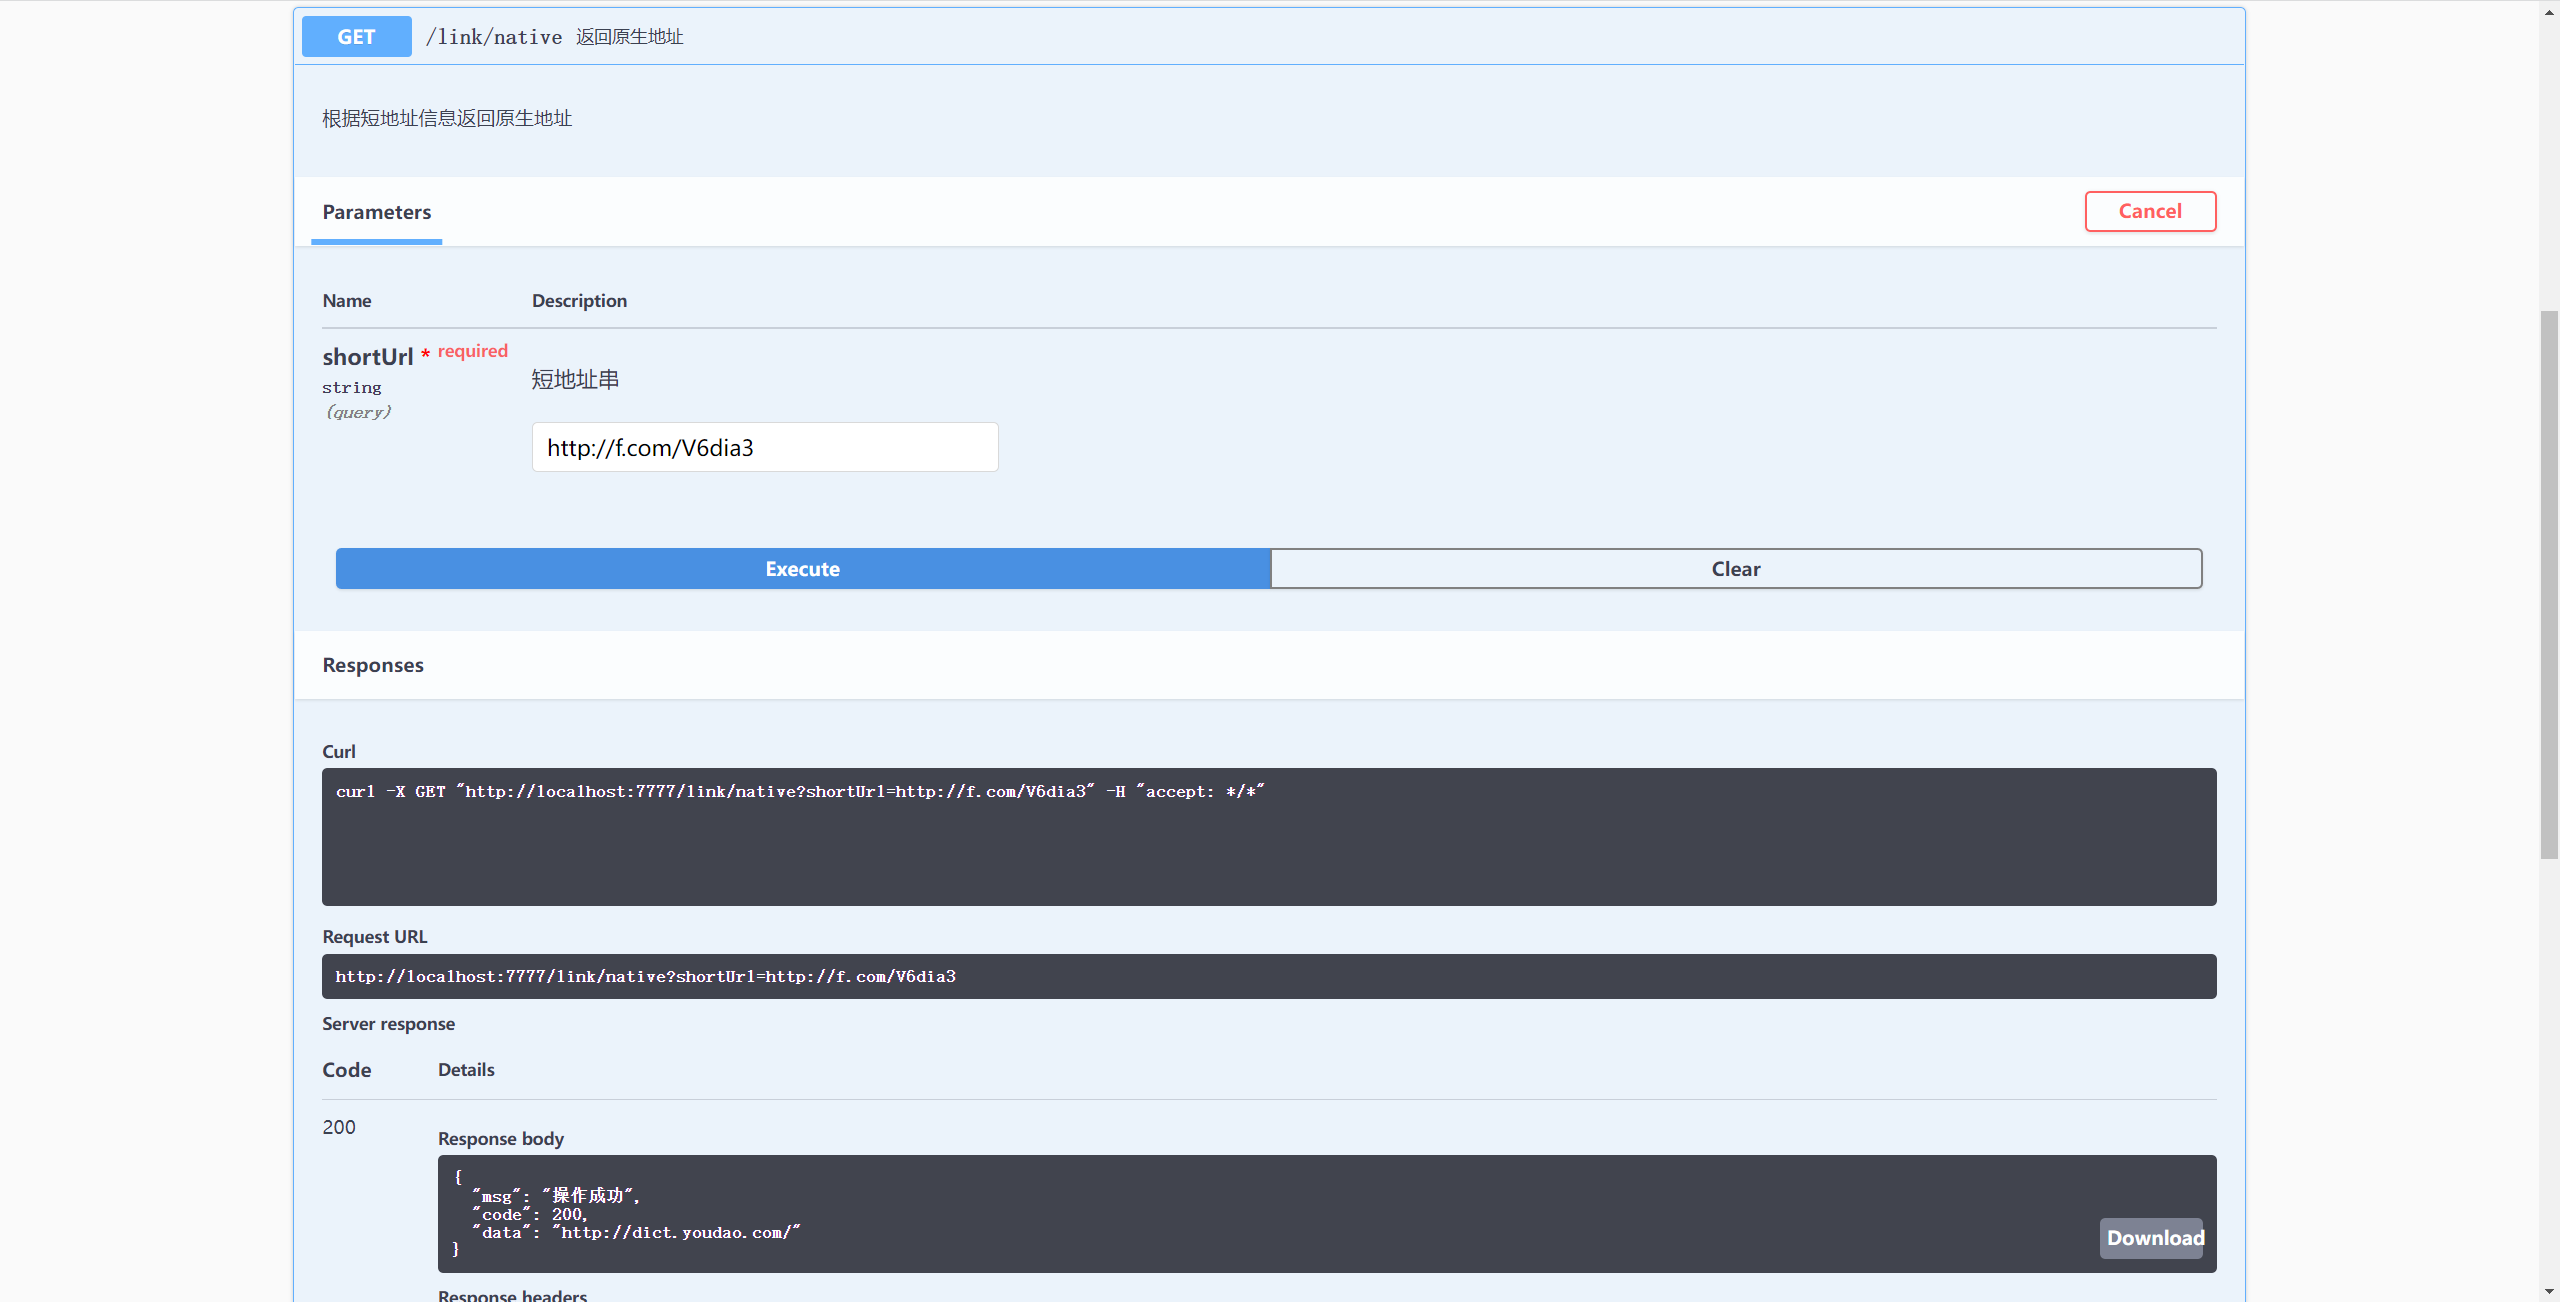 GET /link/native 返回原生地址
根据短地址信息返回原生地址
Parameters
Cancel
Name Description
shortUrl * required
string
(query)
短地址串
http://f.com/V6dia3
Execute Clear
Responses
Curl
curl -X GET "http://localhost:7777/link/native?shortUrl=http://f.com/V6dia3" -H "accept: */*"
Request URL
http://localhost:7777/link/native?shortUrl=http://f.com/V6dia3
Server response
Code Details
200
Response body
{
"msg": "操作成功",
"code": 200,
"data": "http://dict.youdao.com/"
}
Download
Response headers